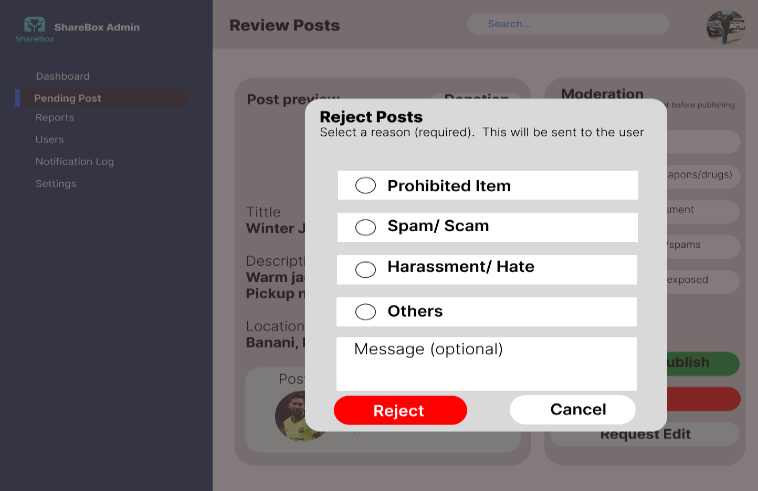 ShareBox Admin
ShareBox
Dashboard
Pending Post
Reports
Users
Notification Log
Settings
Review Posts
Search...
Post preview
Donation
Tittle
Winter J
Descripti
Warm ja
Pickup n
Location
Banani,
Pos
Moderation
t before publishing
apons/drugs)
sment
/spams
exposed
ublish
Request Edit
Reject Posts
Select a reason (required). This will be sent to the user
Prohibited Item
Spam/ Scam
Harassment/ Hate
Others
Message (optional)
Reject
Cancel